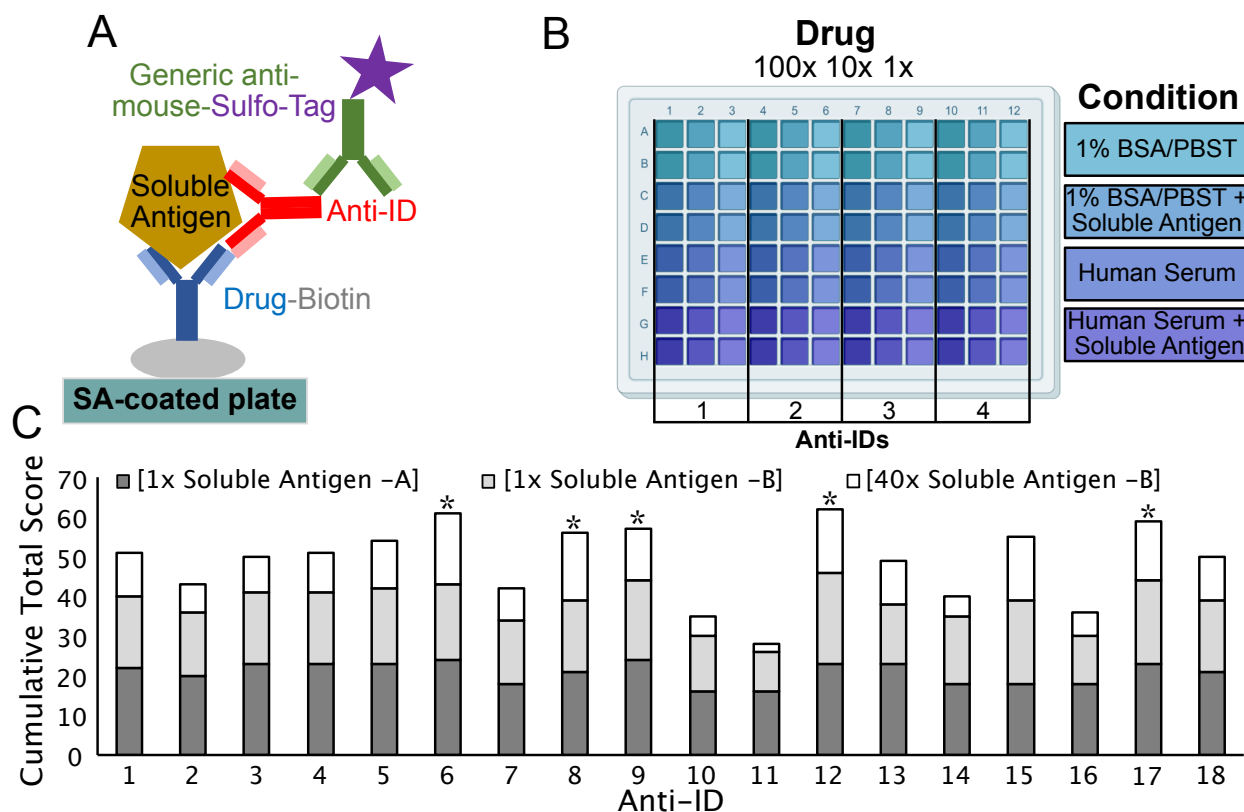 A
Generic anti-
mouse-Sulfo-Tag
Soluble
Antigen
Anti-ID
Drug-Biotin
SA-coated plate
B
Drug
100x 10x 1x
1 2 3 4 5 6 7 8 9 10 11 12
A
B
C
D
E
F
G
H
1 2 3 4
Anti-IDs
Condition
1% BSA/PBST
1% BSA/PBST +
Soluble Antigen
Human Serum
Human Serum +
Soluble Antigen
C
[1x Soluble Antigen –A] [1x Soluble Antigen –B] [40x Soluble Antigen –B]
Cumulative Total Score
70
60
50
40
30
20
10
0
* * * * *
1 2 3 4 5 6 7 8 9 10 11 12 13 14 15 16 17 18
Anti–ID